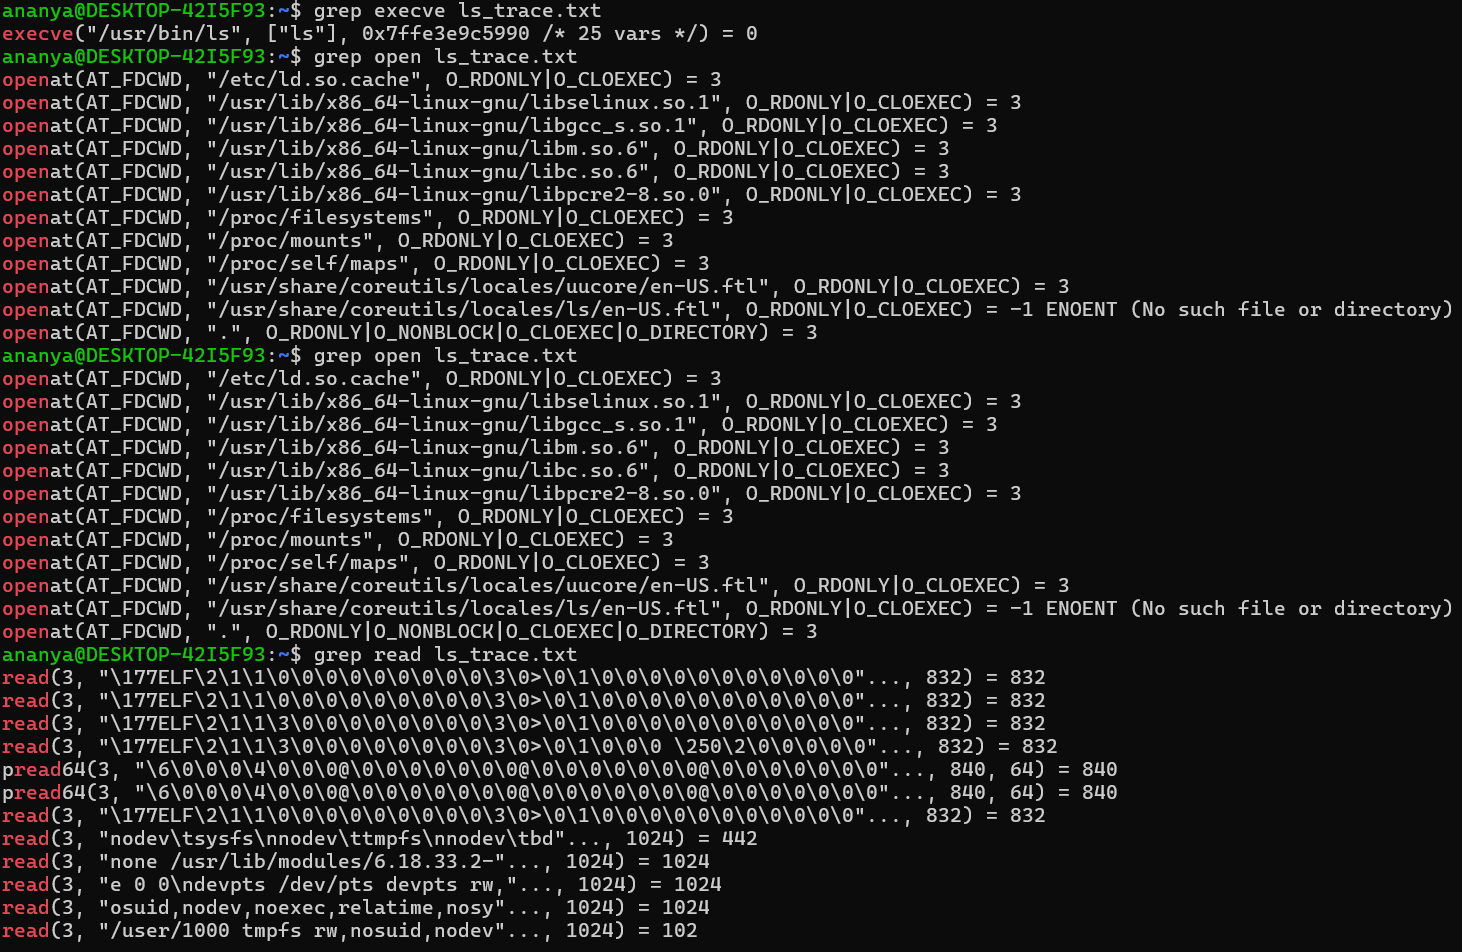 ananya@DESKTOP-42I5F93:~$ grep execve ls_trace.txt
execve("/usr/bin/ls", ["ls"], 0x7ffe3e9c5990 /* 25 vars */) = 0
ananya@DESKTOP-42I5F93:~$ grep open ls_trace.txt
openat(AT_FDCWD, "/etc/ld.so.cache", O_RDONLY|O_CLOEXEC) = 3
openat(AT_FDCWD, "/usr/lib/x86_64-linux-gnu/libselinux.so.1", O_RDONLY|O_CLOEXEC) = 3
openat(AT_FDCWD, "/usr/lib/x86_64-linux-gnu/libgcc_s.so.1", O_RDONLY|O_CLOEXEC) = 3
openat(AT_FDCWD, "/usr/lib/x86_64-linux-gnu/libm.so.6", O_RDONLY|O_CLOEXEC) = 3
openat(AT_FDCWD, "/usr/lib/x86_64-linux-gnu/libc.so.6", O_RDONLY|O_CLOEXEC) = 3
openat(AT_FDCWD, "/usr/lib/x86_64-linux-gnu/libpcre2-8.so.0", O_RDONLY|O_CLOEXEC) = 3
openat(AT_FDCWD, "/proc/filesystems", O_RDONLY|O_CLOEXEC) = 3
openat(AT_FDCWD, "/proc/mounts", O_RDONLY|O_CLOEXEC) = 3
openat(AT_FDCWD, "/proc/self/maps", O_RDONLY|O_CLOEXEC) = 3
openat(AT_FDCWD, "/usr/share/coreutils/locales/uucore/en-US.ftl", O_RDONLY|O_CLOEXEC) = 3
openat(AT_FDCWD, "/usr/share/coreutils/locales/ls/en-US.ftl", O_RDONLY|O_CLOEXEC) = -1 ENOENT (No such file or directory)
openat(AT_FDCWD, ".", O_RDONLY|O_NONBLOCK|O_CLOEXEC|O_DIRECTORY) = 3
ananya@DESKTOP-42I5F93:~$ grep open ls_trace.txt
openat(AT_FDCWD, "/etc/ld.so.cache", O_RDONLY|O_CLOEXEC) = 3
openat(AT_FDCWD, "/usr/lib/x86_64-linux-gnu/libselinux.so.1", O_RDONLY|O_CLOEXEC) = 3
openat(AT_FDCWD, "/usr/lib/x86_64-linux-gnu/libgcc_s.so.1", O_RDONLY|O_CLOEXEC) = 3
openat(AT_FDCWD, "/usr/lib/x86_64-linux-gnu/libm.so.6", O_RDONLY|O_CLOEXEC) = 3
openat(AT_FDCWD, "/usr/lib/x86_64-linux-gnu/libc.so.6", O_RDONLY|O_CLOEXEC) = 3
openat(AT_FDCWD, "/usr/lib/x86_64-linux-gnu/libpcre2-8.so.0", O_RDONLY|O_CLOEXEC) = 3
openat(AT_FDCWD, "/proc/filesystems", O_RDONLY|O_CLOEXEC) = 3
openat(AT_FDCWD, "/proc/mounts", O_RDONLY|O_CLOEXEC) = 3
openat(AT_FDCWD, "/proc/self/maps", O_RDONLY|O_CLOEXEC) = 3
openat(AT_FDCWD, "/usr/share/coreutils/locales/uucore/en-US.ftl", O_RDONLY|O_CLOEXEC) = 3
openat(AT_FDCWD, "/usr/share/coreutils/locales/ls/en-US.ftl", O_RDONLY|O_CLOEXEC) = -1 ENOENT (No such file or directory)
openat(AT_FDCWD, ".", O_RDONLY|O_NONBLOCK|O_CLOEXEC|O_DIRECTORY) = 3
ananya@DESKTOP-42I5F93:~$ grep read ls_trace.txt
read(3, "\177ELF\2\1\1\0\0\0\0\0\0\0\0\0\3\0>\0\1\0\0\0\0\0\0\0\0\0\0\0"..., 832) = 832
read(3, "\177ELF\2\1\1\0\0\0\0\0\0\0\0\0\3\0>\0\1\0\0\0\0\0\0\0\0\0\0\0"..., 832) = 832
read(3, "\177ELF\2\1\1\3\0\0\0\0\0\0\0\0\3\0>\0\1\0\0\0\0\0\0\0\0\0\0\0"..., 832) = 832
read(3, "\177ELF\2\1\1\3\0\0\0\0\0\0\0\0\3\0>\0\1\0\0\0 \250\2\0\0\0\0\0"..., 832) = 832
pread64(3, "\6\0\0\0\4\0\0\0@\0\0\0\0\0\0\0@\0\0\0\0\0\0\0@\0\0\0\0\0\0\0"..., 840, 64) = 840
pread64(3, "\6\0\0\0\4\0\0\0@\0\0\0\0\0\0\0@\0\0\0\0\0\0\0@\0\0\0\0\0\0\0"..., 840, 64) = 840
read(3, "\177ELF\2\1\1\0\0\0\0\0\0\0\0\0\3\0>\0\1\0\0\0\0\0\0\0\0\0\0\0"..., 832) = 832
read(3, "nodev\tsysfs\nnodev\ttmpfs\nnodev\tbd"..., 1024) = 442
read(3, "none /usr/lib/modules/6.18.33.2-"..., 1024) = 1024
read(3, "e 0 0\ndevpts /dev/pts devpts rw,"..., 1024) = 1024
read(3, "osuid,nodev,noexec,relatime,nosy"..., 1024) = 1024
read(3, "/user/1000 tmpfs rw,nosuid,nodev"..., 1024) = 102